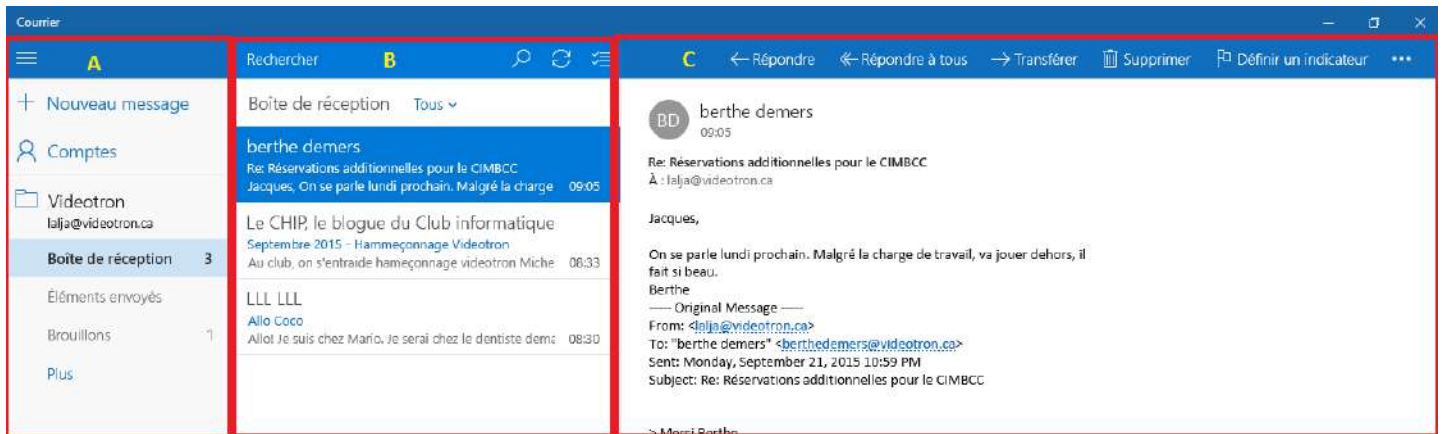 Courrier
A
+ Nouveau message
Comptes
Videotron
lalja@videotron.ca
Boîte de réception 3
Éléments envoyés
Brouillons 1
Plus
Rechercher B
Boîte de réception Tous
berthe demers
Re: Réservations additionnelles pour le CIMBCC
Jacques, On se parle lundi prochain. Malgré la charge 09:05
Le CHIP, le blogue du Club informatique
Septembre 2015 - Hammeçonnage Videotron
Au club, on s'entraide hameçonnage videotron Miche 08:33
LLL LLL
Allo Coco
Allo! Je suis chez Mario. Je serai chez le dentiste dema 08:30
C Répondre Répondre à tous Transférer Supprimer Définir un indicateur ...
BD
berthe demers
09:05
Re: Réservations additionnelles pour le CIMBCC
À : lalja@videotron.ca
Jacques,
On se parle lundi prochain. Malgré la charge de travail, va jouer dehors, il
fait si beau.
Berthe
----- Original Message -----
From: <lalja@videotron.ca>
To: "berthe demers" <berthedemers@videotron.ca>
Sent: Monday, September 21, 2015 10:59 PM
Subject: Re: Réservations additionnelles pour le CIMBCC
> Merci Berthe